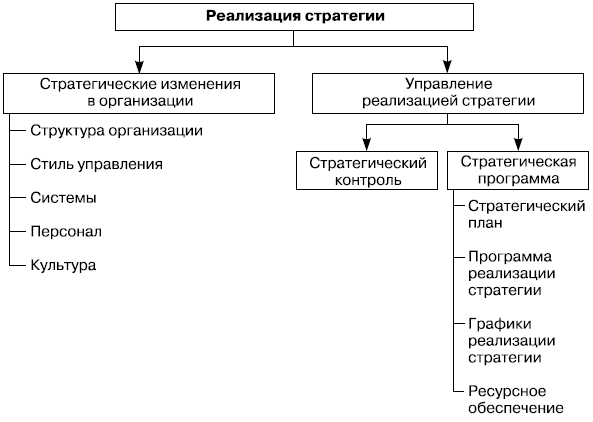 Реализация стратегии
Стратегические изменения
в организации
Структура организации
Стиль управления
Системы
Персонал
Культура
Управление
реализацией стратегии
Стратегический
контроль
Стратегическая
программа
Стратегический
план
Программа
реализации
стратегии
Графики
реализации
стратегии
Ресурсное
обеспечение